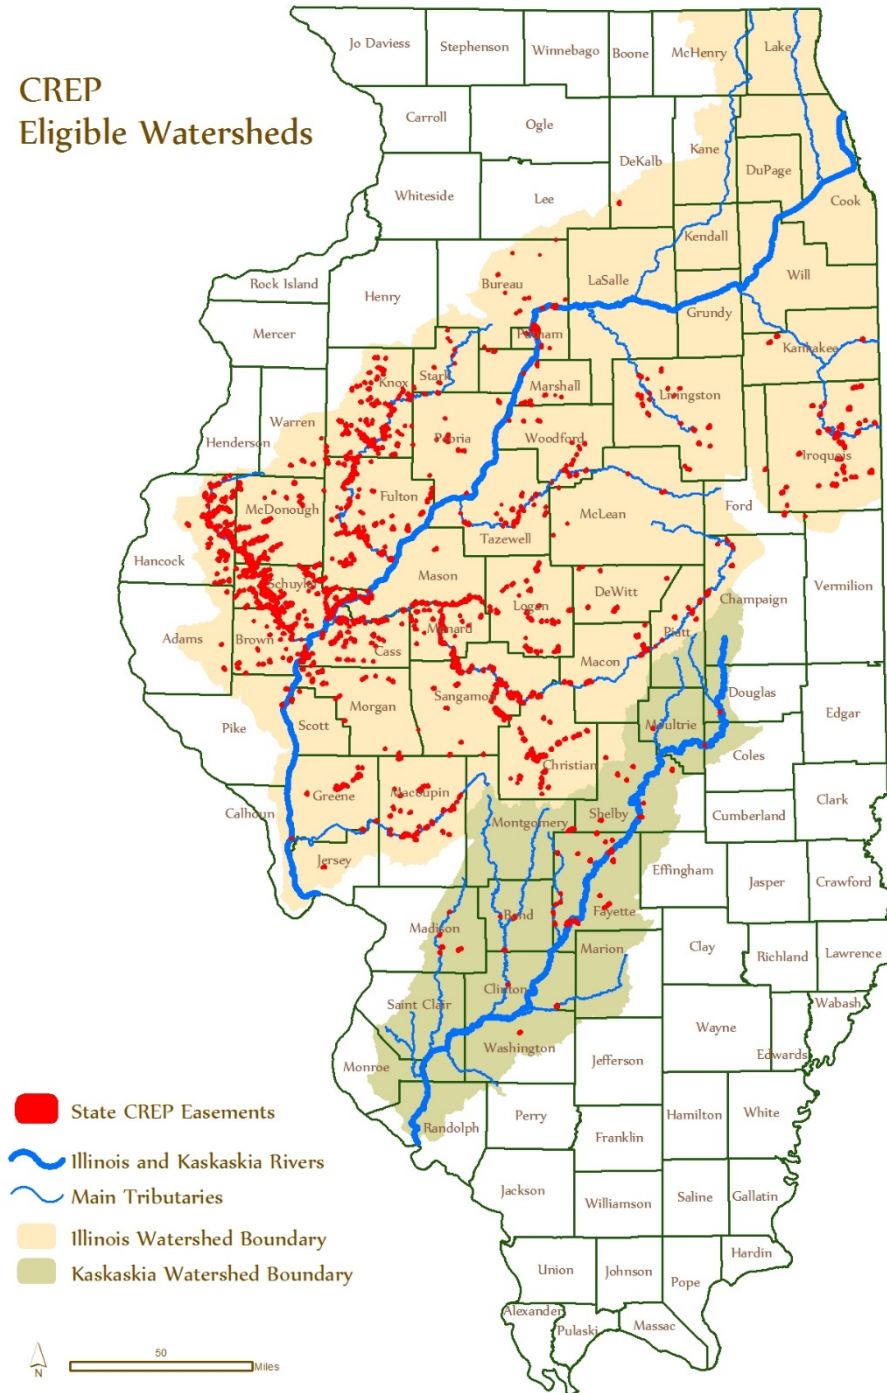 CREP
Eligible Watersheds
Jo Daviess
Stephenson
Winnebago
Boone
McHenry
Lake
Carroll
Ogle
DeKalb
Kane
DuPage
Cook
Whiteside
Lee
Kendall
Rock Island
Henry
Bureau
LaSalle
Grundy
Will
Mercer
Putnam
Kankakee
Knox
Stark
Marshall
Livingston
Warren
Henderson
Peoria
Woodford
Iroquois
McDonough
Fulton
Tazewell
McLean
Ford
Hancock
Schuyler
Mason
Logan
DeWitt
Champaign
Vermilion
Adams
Brown
Cass
Menard
Macon
Piatt
Pike
Scott
Morgan
Sangamon
Moultrie
Douglas
Edgar
Christian
Coles
Calhoun
Greene
Macoupin
Montgomery
Shelby
Cumberland
Clark
Jersey
Effingham
Jasper
Crawford
Madison
Bond
Fayette
Marion
Clay
Richland
Lawrence
Saint Clair
Clinton
Wabash
Wayne
Edwards
Monroe
Washington
Jefferson
Randolph
Perry
Hamilton
White
Franklin
Jackson
Williamson
Saline
Gallatin
Union
Johnson
Pope
Hardin
Alexander
Pulaski
Massac
State CREP Easements
Illinois and Kaskaskia Rivers
Main Tributaries
Illinois Watershed Boundary
Kaskaskia Watershed Boundary
N
50
Miles